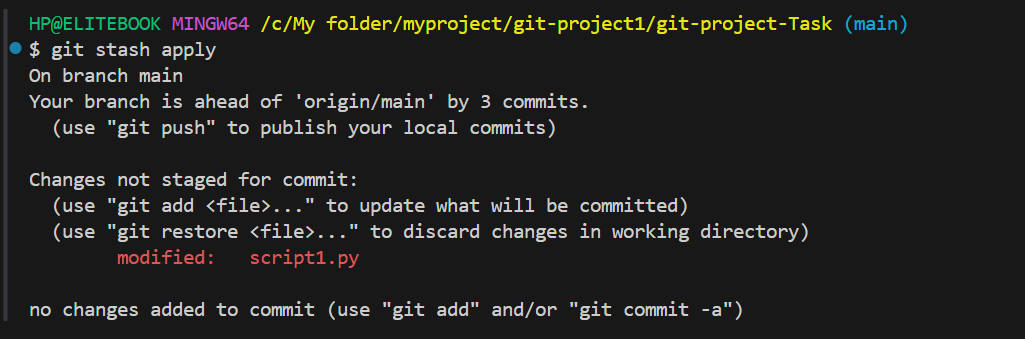 HP@ELITEBOOK MINGW64 /c/My folder/myproject/git-project1/git-project-Task (main)
$ git stash apply
On branch main
Your branch is ahead of 'origin/main' by 3 commits.
  (use "git push" to publish your local commits)

Changes not staged for commit:
  (use "git add <file>..." to update what will be committed)
  (use "git restore <file>..." to discard changes in working directory)
        modified:   script1.py

no changes added to commit (use "git add" and/or "git commit -a")